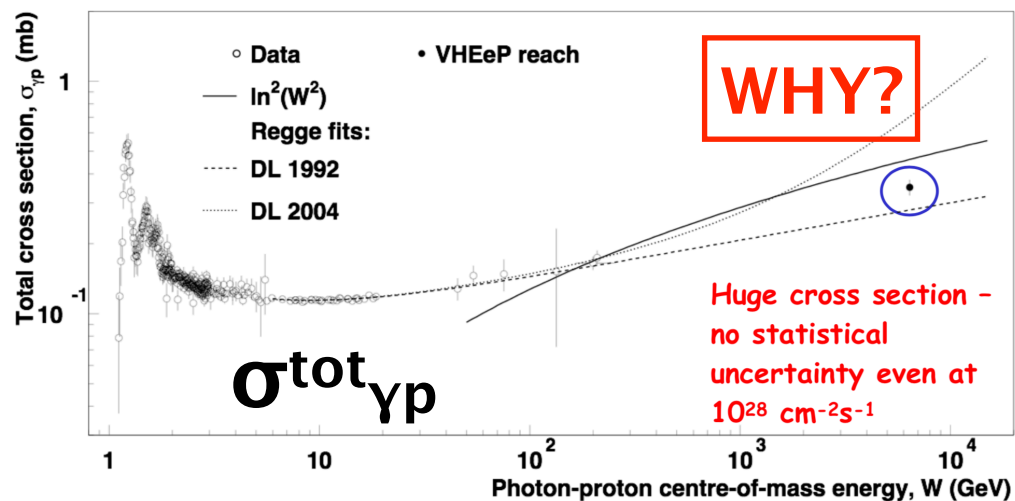 Total cross section, σγp (mb)
1
10⁻¹
Data
VHEeP reach
ln²(W²)
Regge fits:
DL 1992
DL 2004
WHY?
Huge cross section –
no statistical
uncertainty even at
10²⁸ cm⁻²s⁻¹
σᵗᵒᵗγp
1
10
10²
10³
10⁴
Photon-proton centre-of-mass energy, W (GeV)